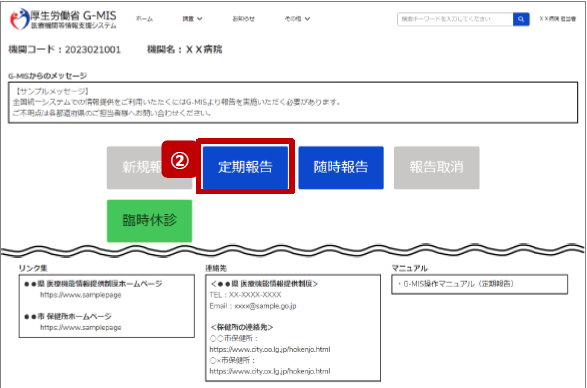 厚生労働省 G-MIS
医療機関等情報支援システム
ホーム
調査
お知らせ
その他
検索キーワードを入力してください
XX病院 担当者
機関コード：2023021001 機関名：XX病院
G-MISからのメッセージ
【サンプルメッセージ】
全国統一システムでの情報提供をご利用いただくにはG-MISより報告を実施いただく必要があります。
ご不明点は各都道府県のご担当者様へお問い合わせください。
新規報
②
定期報告
随時報告
報告取消
臨時休診
リンク集
●●県 医療機能情報提供制度ホームページ
https://www.samplepage
●●市 保健所ホームページ
https://www.samplepage
連絡先
＜●●県 医療機能情報提供制度＞
TEL：XX-XXXX-XXXX
Email：xxxx@sample.go.jp
＜保健所の連絡先＞
○○市保健所：
https://www.city.oo.lg.jp/hokenjo.html
○×市保健所：
https://www.city.ox.lg.jp/hokenjo.html
マニュアル
・G-MIS操作マニュアル（定期報告）